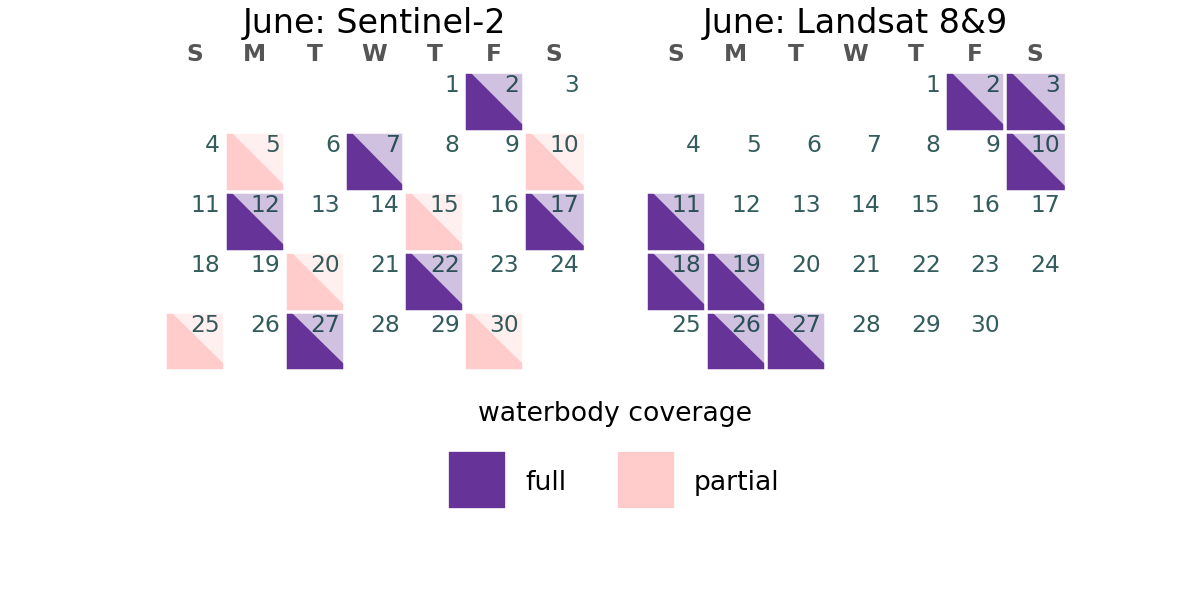 June: Sentinel-2
S M T W T F S
1 2 3
4 5 6 7 8 9 10
11 12 13 14 15 16 17
18 19 20 21 22 23 24
25 26 27 28 29 30
June: Landsat 8&9
S M T W T F S
1 2 3
4 5 6 7 8 9 10
11 12 13 14 15 16 17
18 19 20 21 22 23 24
25 26 27 28 29 30
waterbody coverage
full partial